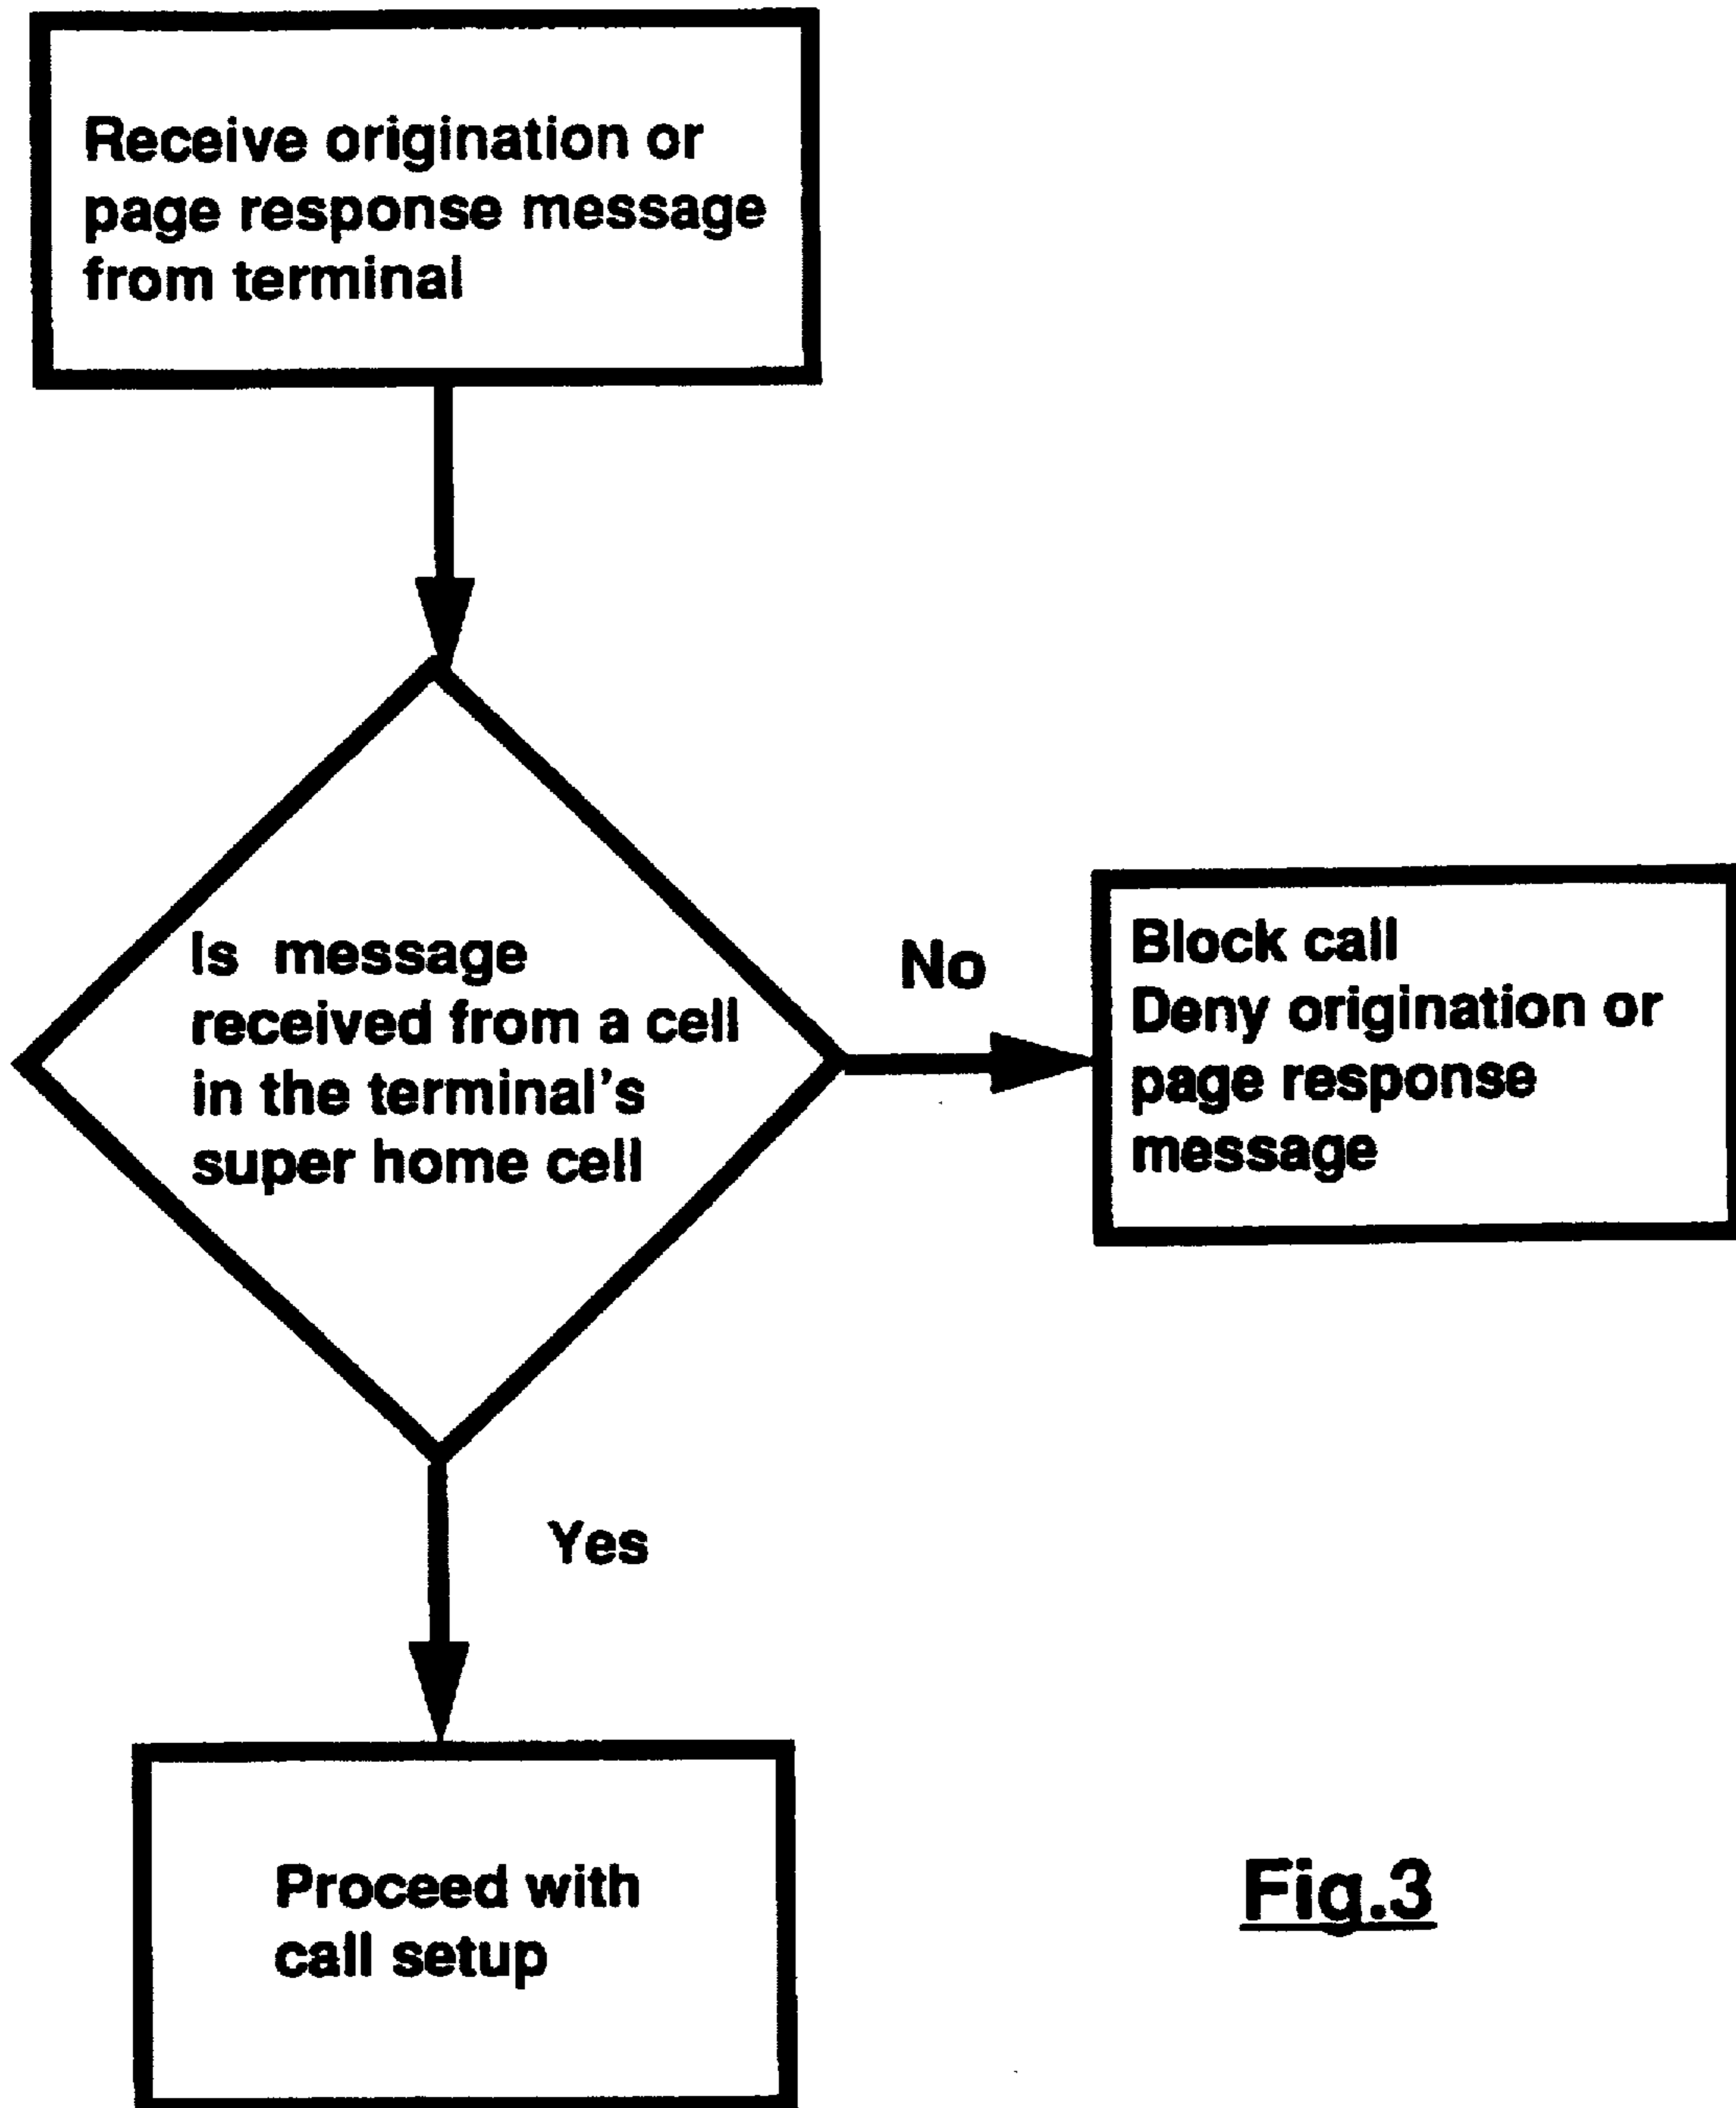 Receive origination or
page response message
from terminal
Is message
received from a cell
in the terminal's
super home cell
No
Block call
Deny origination or
page response
message
Yes
Proceed with
call setup
Fig.3